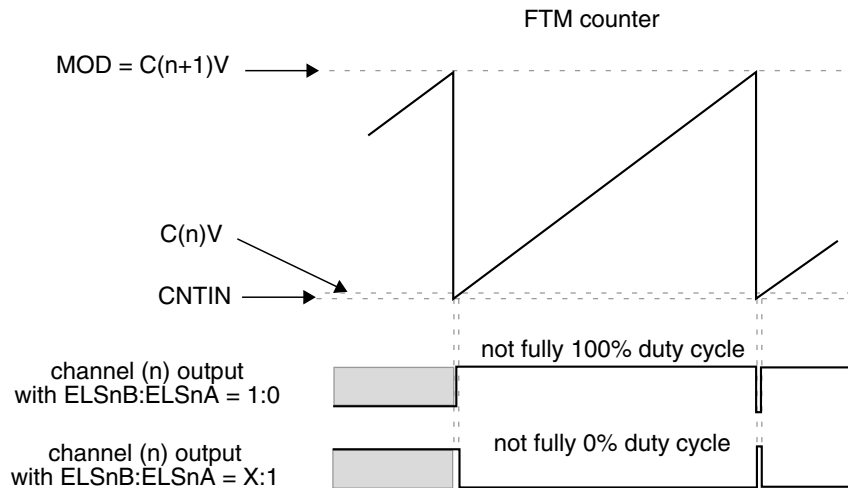 FTM counter
MOD = C(n+1)V
C(n)V
CNTIN
not fully 100% duty cycle
channel (n) output
with ELSnB:ELSnA = 1:0
not fully 0% duty cycle
channel (n) output
with ELSnB:ELSnA = X:1